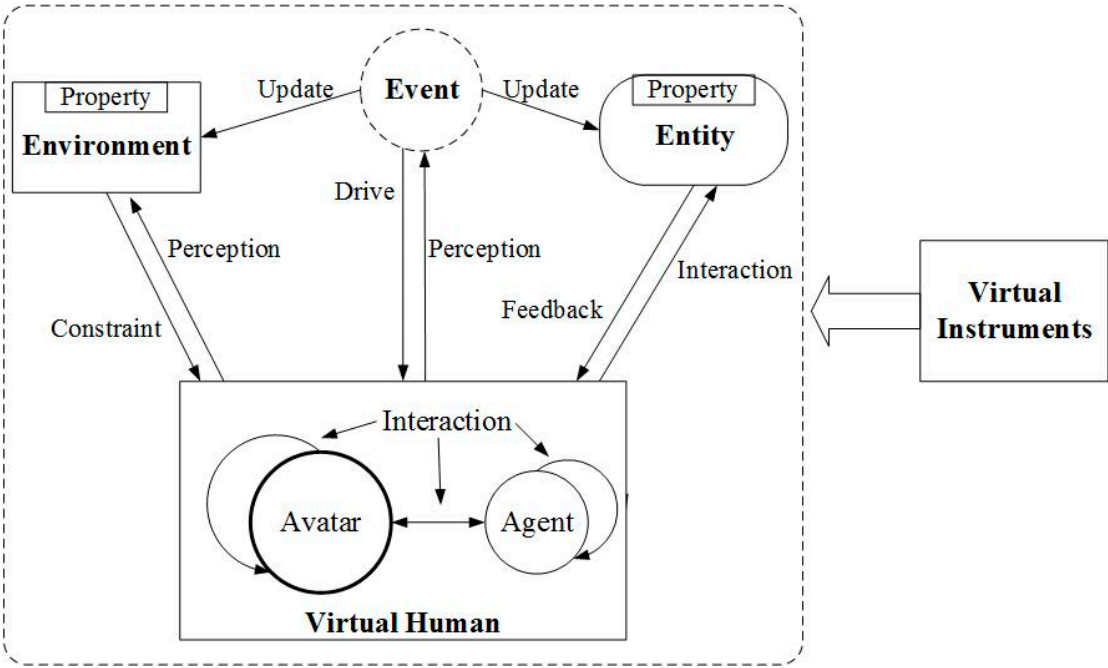 Property
Environment
Update
Event
Update
Property
Entity
Drive
Perception
Perception
Constraint
Feedback
Interaction
Virtual
Instruments
Interaction
Avatar
Agent
Virtual Human